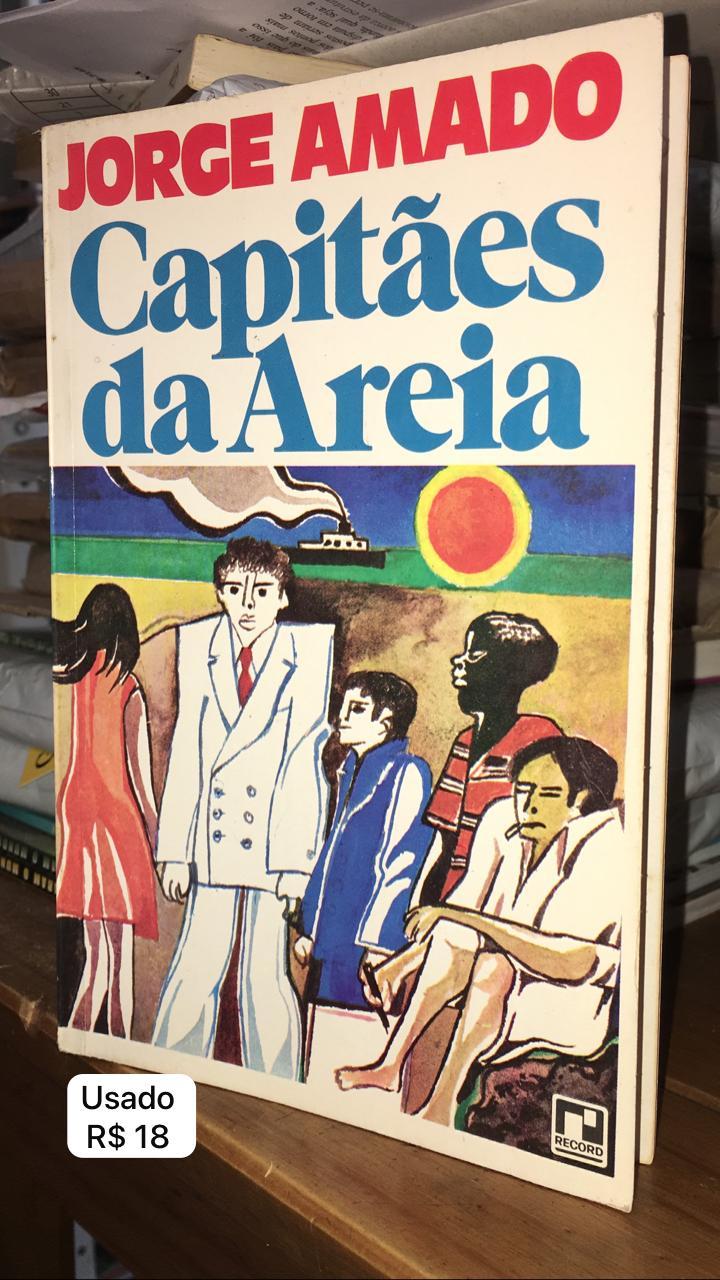 JORGE AMADO
Capitães
da Areia
RECORD
Usado
R$ 18